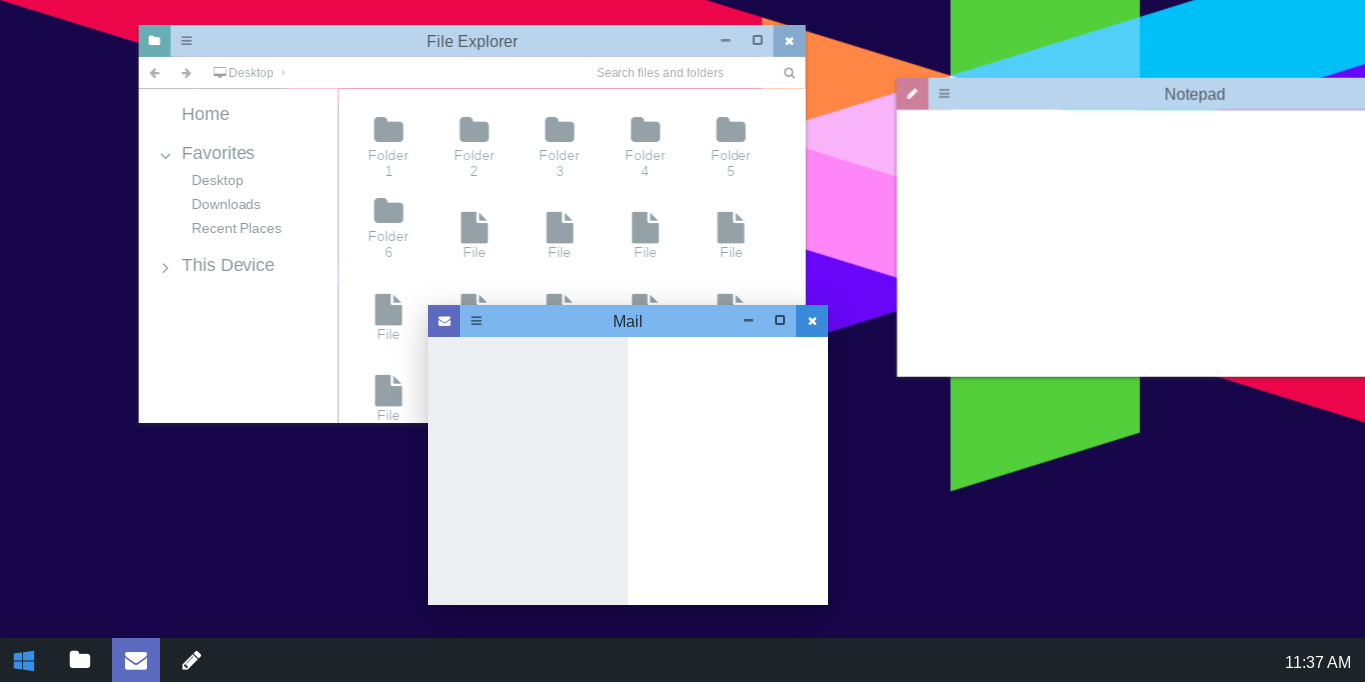 File Explorer
Desktop
Search files and folders
Home
Favorites
Desktop
Downloads
Recent Places
This Device
Folder
1
Folder
2
Folder
3
Folder
4
Folder
5
Folder
6
File
File
File
File
File
File
Mail
Notepad
11:37 AM